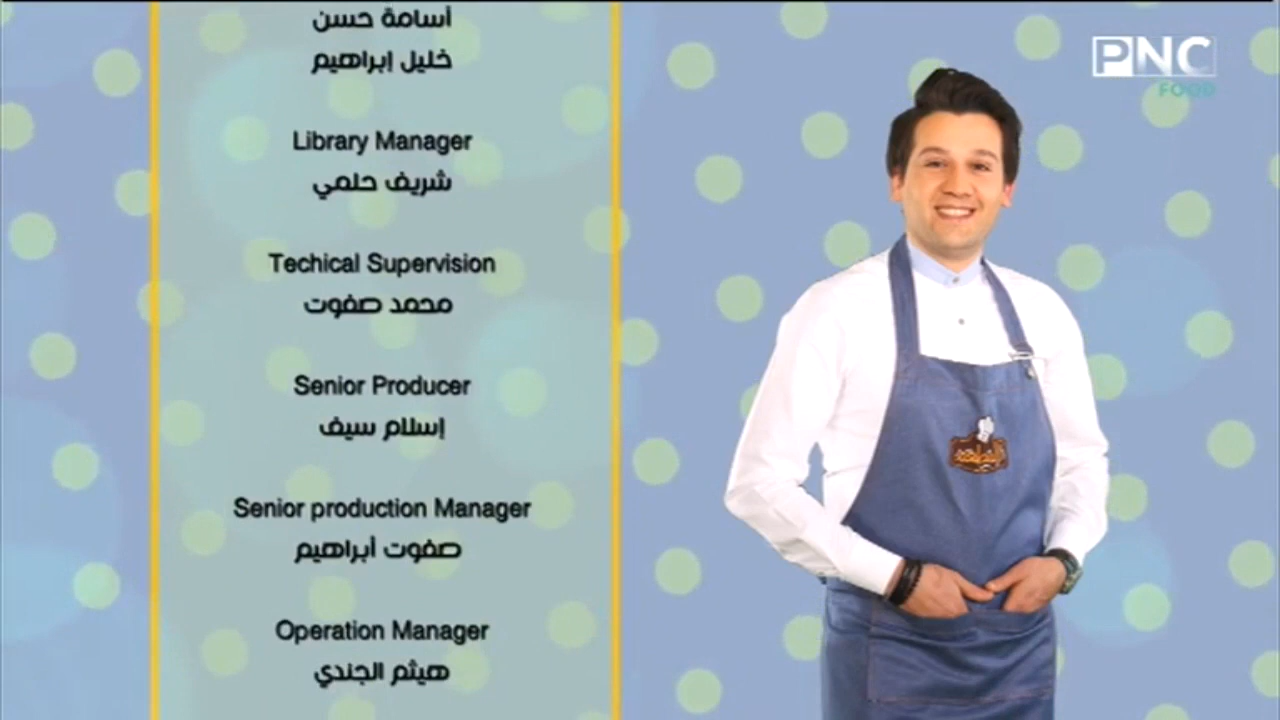 أسامة حسن
خليل إبراهيم
Library Manager
شريف حلمي
Techical Supervision
محمد صفوت
Senior Producer
إسلام سيف
Senior production Manager
صفوت أبراهيم
Operation Manager
هيثم الجندي
PNC
FOOD